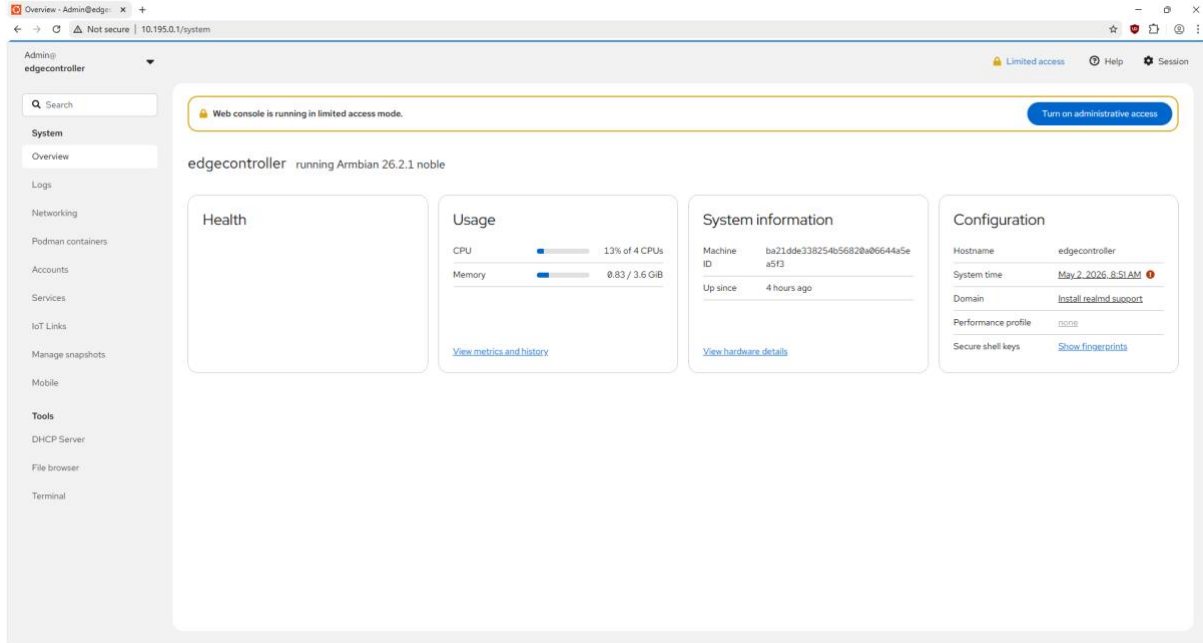 Overview - Admin@edge
Not secure | 10.195.0.1/system
Admin@
edgecontroller
Limited access
Help
Session
Search
Web console is running in limited access mode.
Turn on administrative access
System
Overview
Logs
Networking
Podman containers
Accounts
Services
IoT Links
Manage snapshots
Mobile
Tools
DHCP Server
File browser
Terminal
edgecontroller running Armbian 26.2.1 noble
Health
Usage
CPU 13% of 4 CPUs
Memory 0.83 / 3.6 GiB
View metrics and history
System information
Machine ID ba21dde338254b56820a06644a5e
a5f3
Up since 4 hours ago
View hardware details
Configuration
Hostname edgecontroller
System time May 2, 2026, 8:51 AM
Domain Install realmd support
Performance profile none
Secure shell keys Show fingerprints